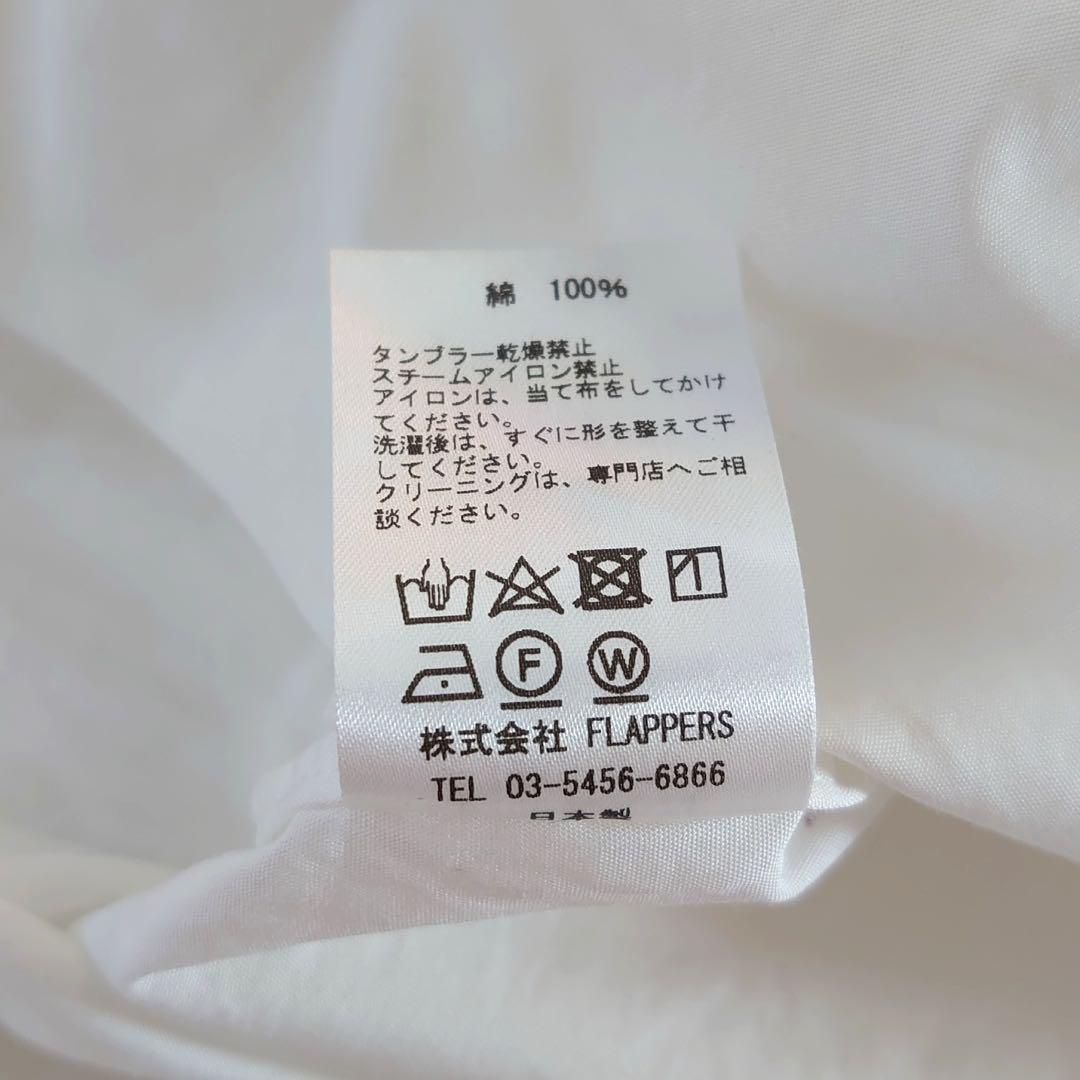 綿 100%
タンブラー乾燥禁止
スチームアイロン禁止
アイロンは、当て布をしてかけ
てください。
洗濯後は、すぐに形を整えて干
してください。
クリーニングは、専門店へご相
談ください。
F W
株式会社 FLAPPERS
TEL 03-5456-6866
日本製